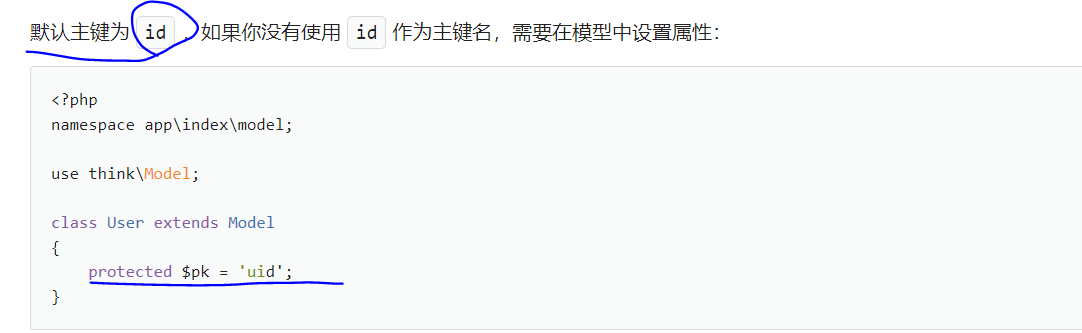 默认主键为 id ，如果你没有使用 id 作为主键名，需要在模型中设置属性：
<?php
namespace app\index\model;
use think\Model;
class User extends Model
{
    protected $pk = 'uid';
}